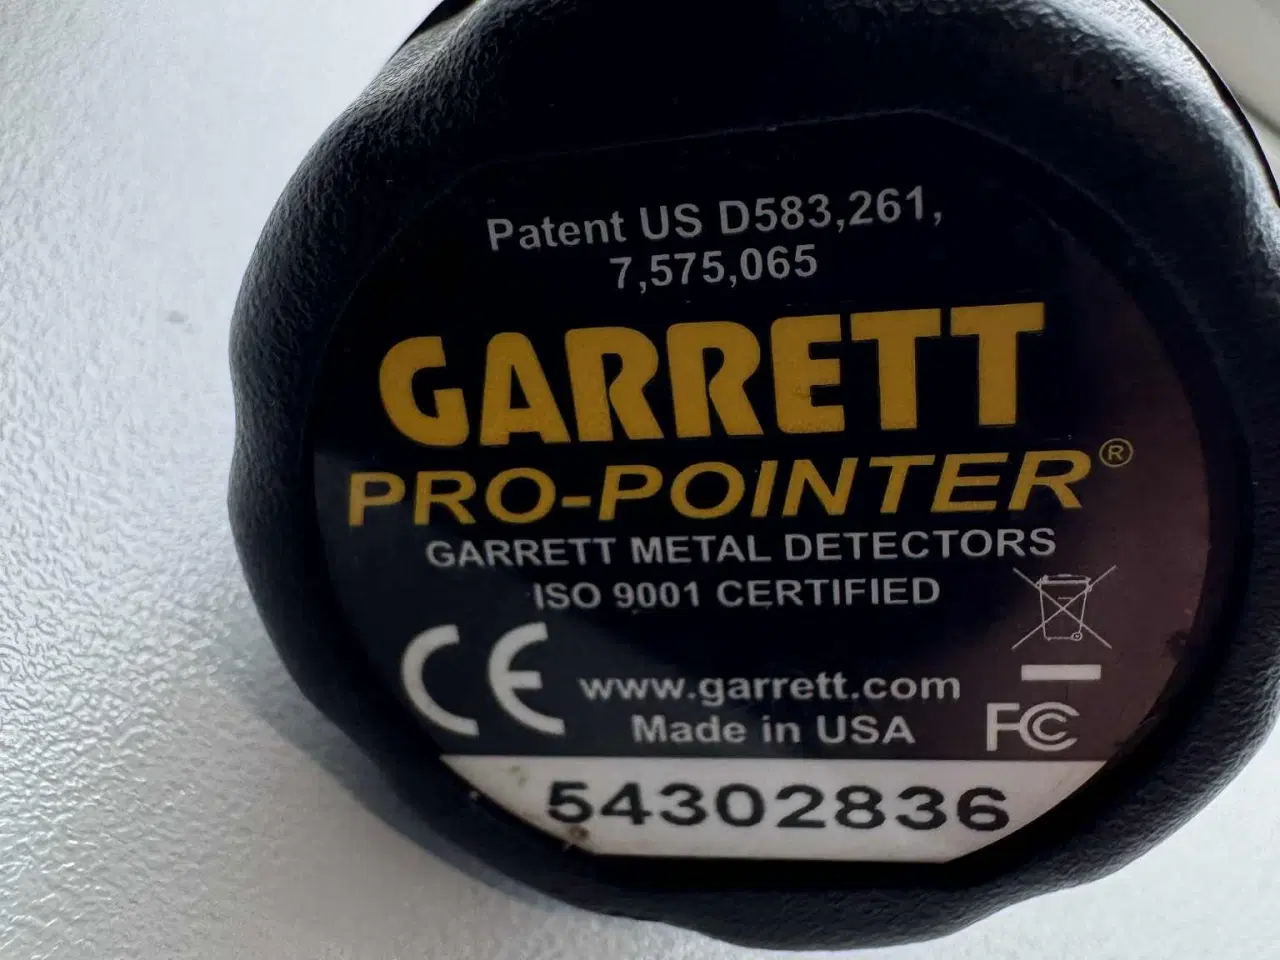 Patent US D583,261,
7,575,065
GARRETT
PRO-POINTER®
GARRETT METAL DETECTORS
ISO 9001 CERTIFIED
CE
www.garrett.com
Made in USA
FC
54302836